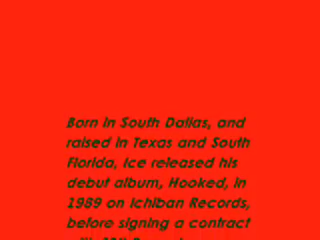 Born in South Dallas, and
raised in Texas and South
Florida, Ice released his
debut album, Hooked, in
1989 on Ichiban Records,
before signing a contract